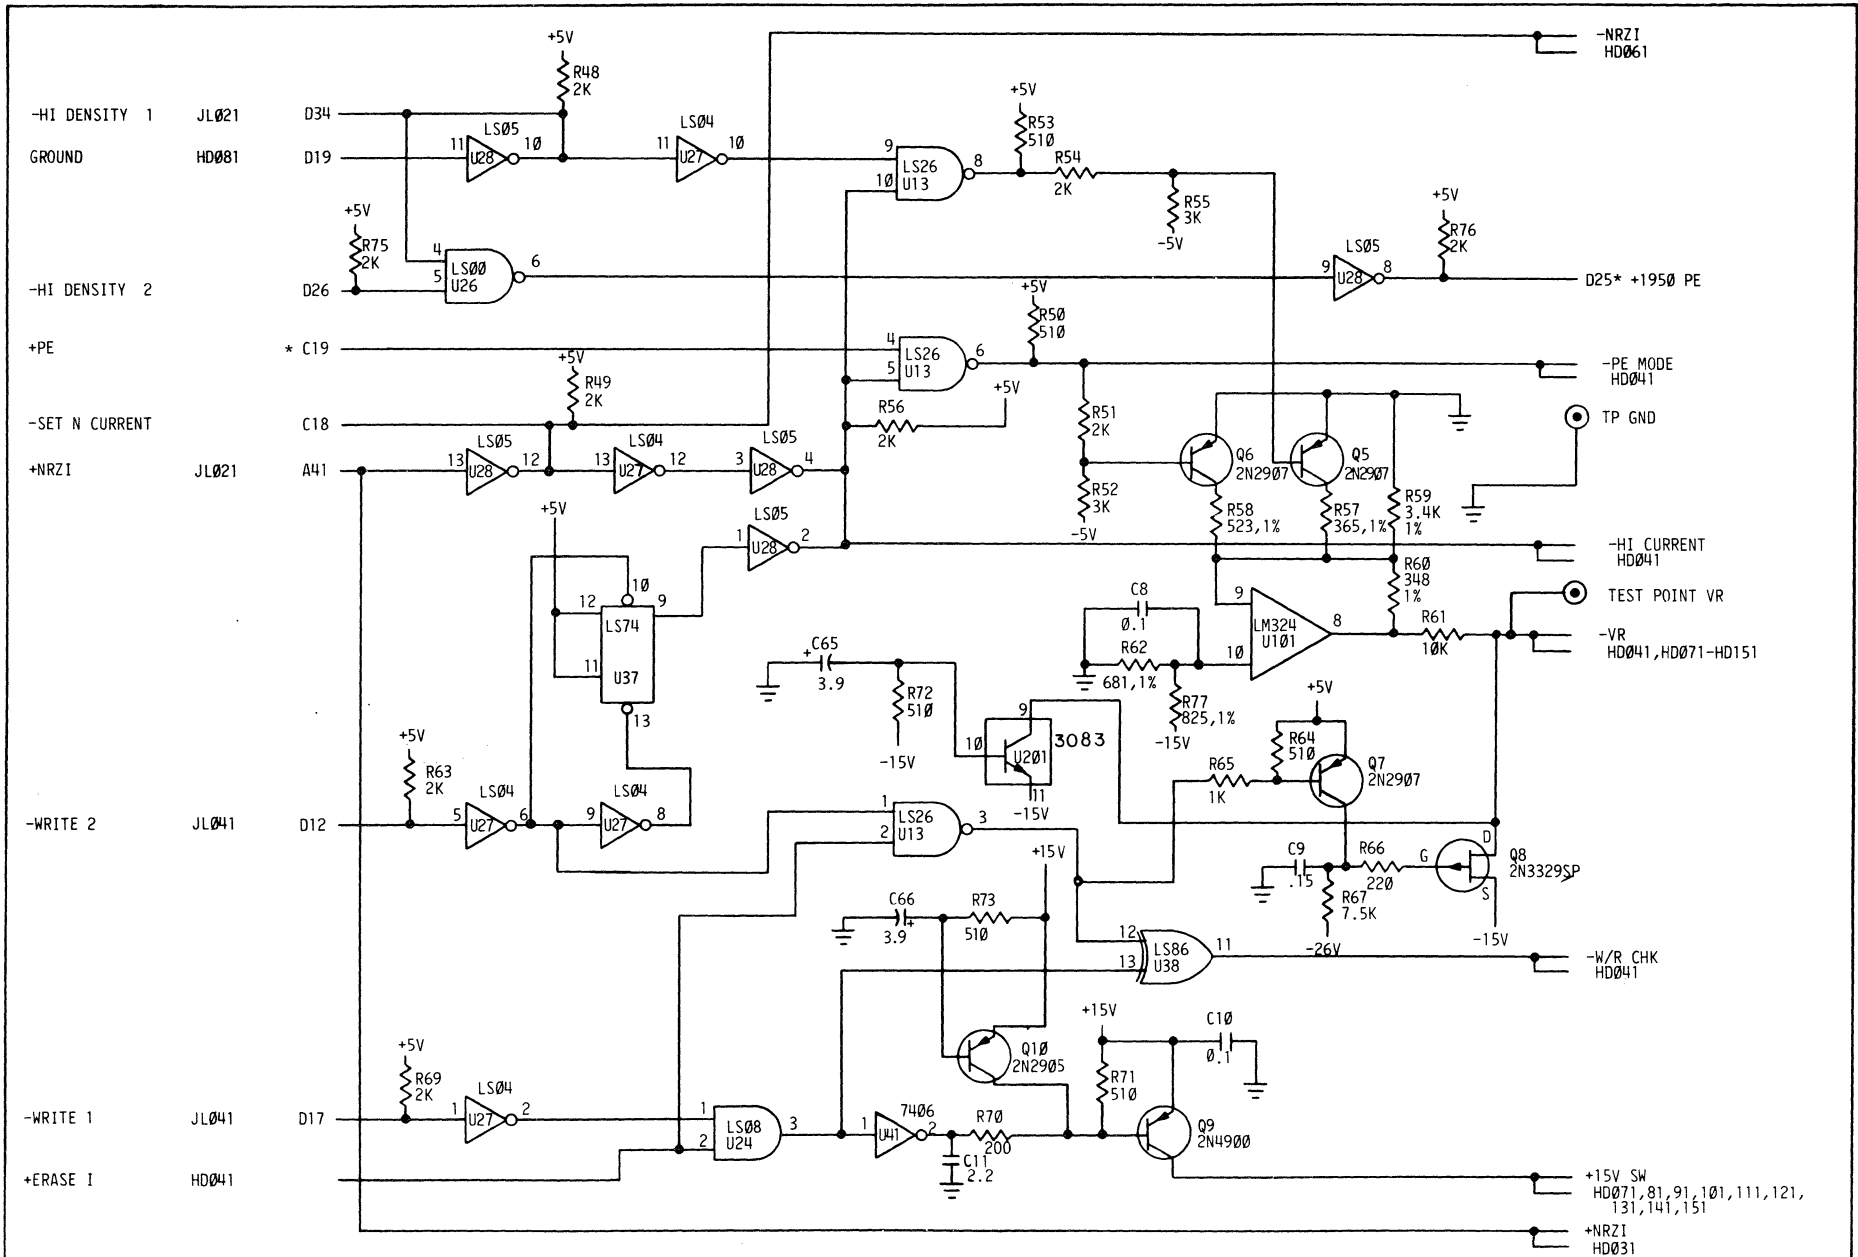 +5V
R48
2K
-NRZI
HDØ61
-HI DENSITY 1 JLØ21 D34
GROUND HDØ81 D19
11 LSØ5 U28 1Ø
11 LSØ4 U27 1Ø
9
1Ø
LS26
U13
8
+5V
R53
51Ø
R54
2K
R55
3K
-5V
+5V
R75
2K
4
5
LSØØ
U26
6
-HI DENSITY 2 D26
9 LSØ5 U28 8
+5V
R76
2K
D25* +195Ø PE
+PE * C19
4
5
LS26
U13
6
+5V
R5Ø
51Ø
-PE MODE
HDØ41
+5V
R49
2K
R56
2K
+5V
R51
2K
R52
3K
-5V
-SET N CURRENT C18
+NRZI JLØ21 A41
13 LSØ5 U28 12
13 LSØ4 U27 12
3 LSØ5 U28 4
Q6
2N29Ø7
Q5
2N29Ø7
R58
523,1%
R57
365,1%
R59
3.4K
1%
TP GND
+5V
1 LSØ5 U28 2
-HI CURRENT
HDØ41
1Ø
12
9
LS74
11
U37
13
C8
Ø.1
R62
681,1%
R77
825,1%
-15V
9
1Ø
LM324
U1Ø1
8
R6Ø
348
1%
R61
1ØK
TEST POINT VR
-VR
HDØ41,HDØ71-HD151
+ C65
3.9
R72
51Ø
-15V
9
1Ø
U2Ø1
11
3Ø83
-15V
+5V
R64
51Ø
R65
1K
Q7
2N29Ø7
+5V
R63
2K
-WRITE 2 JLØ41 D12
5 LSØ4 U27 6
9 LSØ4 U27 8
1
2
LS26
U13
3
C9
.15
R66
22Ø
R67
7.5K
-26V
G
D
S
Q8
2N3329SP
-15V
+15V
C66
3.9 +
R73
51Ø
12
13
LS86
U38
11
-W/R CHK
HDØ41
Q1Ø
2N29Ø5
+15V
R71
51Ø
C1Ø
Ø.1
+5V
R69
2K
-WRITE 1 JLØ41 D17
1 LSØ4 U27 2
1
2
LSØ8
U24
3
1 74Ø6 U41 2
R7Ø
2ØØ
C11
2.2
Q9
2N49ØØ
+ERASE I HDØ41
+15V SW
HDØ71,81,91,1Ø1,111,121,
131,141,151
+NRZI
HDØ31